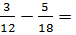 3/12 − 5/18 =